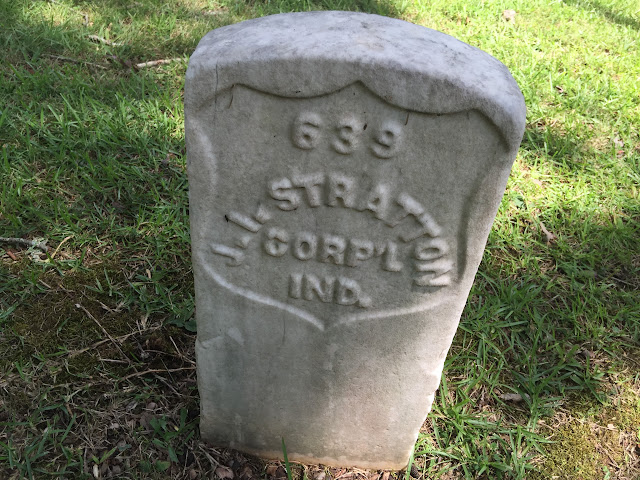 639
J. L. STRATTON
CORP'L
IND.